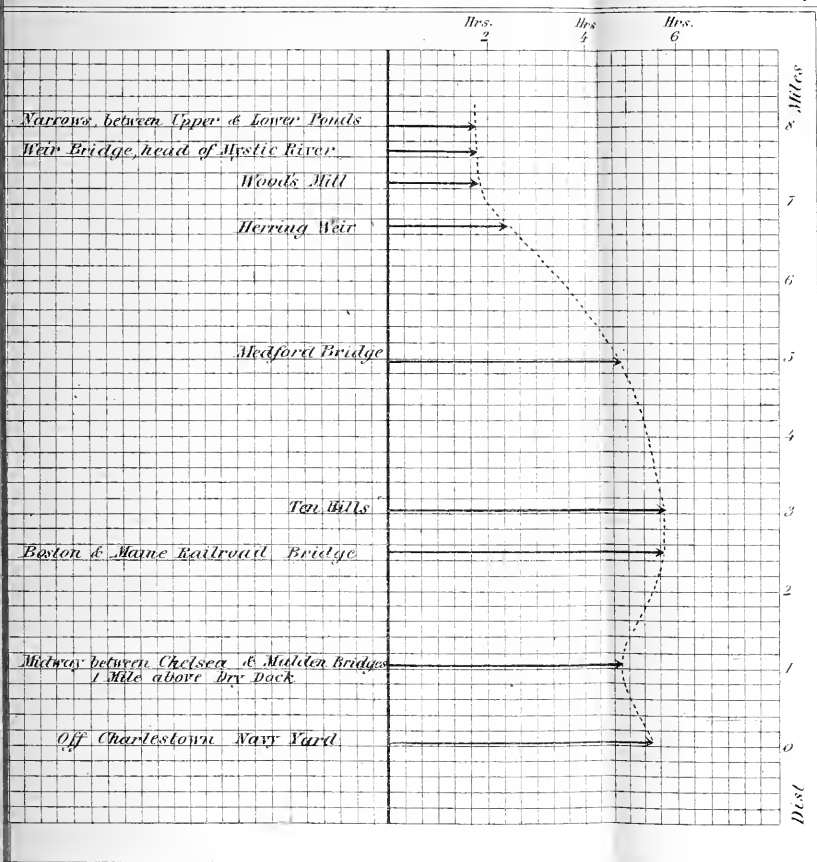 Hrs. Hrs Hrs.
2 4 6
Miles
8
Narrows, between Upper & Lower Ponds
Weir Bridge, head of Mystic River
Wood's Mill
7
Herring Weir
6
Medford Bridge
5
4
Ten Hills
3
Boston & Maine Railroad Bridge
2
Midway between Chelsea & Malden Bridges
1
1 Mile above Dry Dock
Off Charlestown Navy Yard
0
Dist